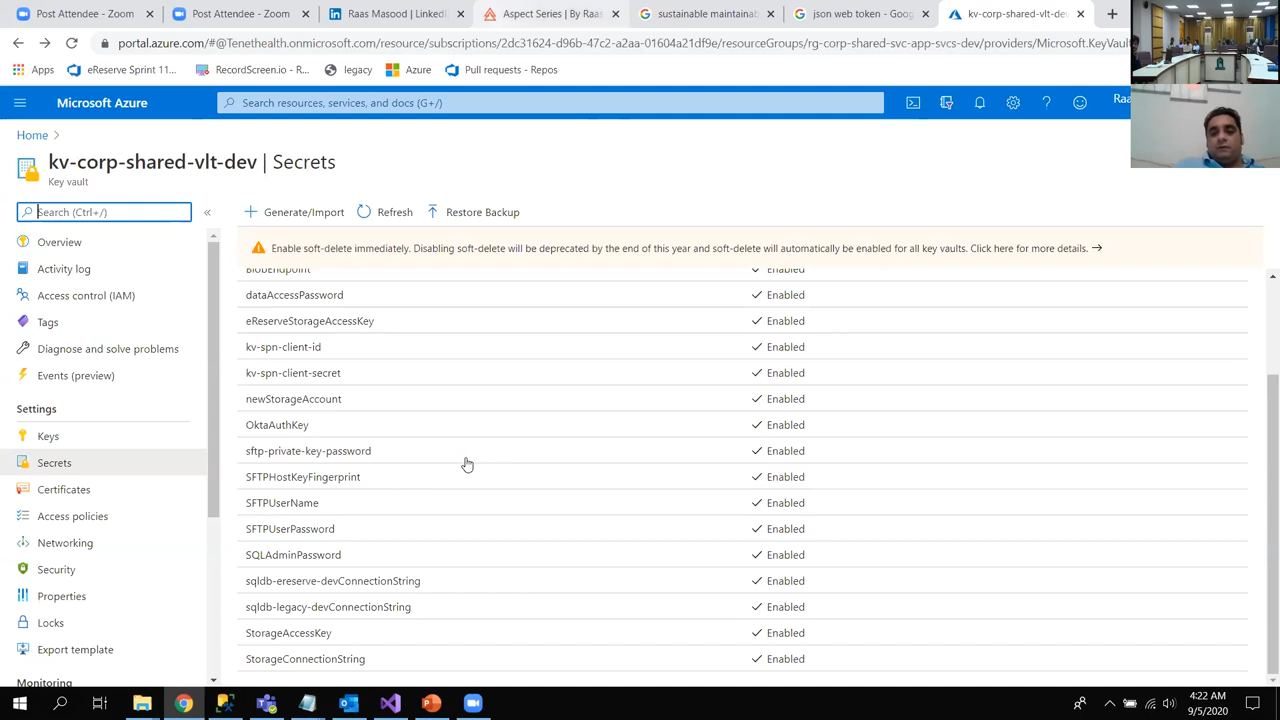 Post Attendee - Zoom
Post Attendee - Zoom
Raas Masood | LinkedIn
Aspect Series | By Raas
sustainable maintainab
json web token - Goog
kv-corp-shared-vlt-dev
portal.azure.com/#@Tenethealth.onmicrosoft.com/resource/subscriptions/2dc31624-d96b-47c2-a2aa-01604a21df9e/resourceGroups/rg-corp-shared-svc-app-svcs-dev/providers/Microsoft.KeyVaul
Apps
eReserve Sprint 11...
RecordScreen.io - R...
legacy
Azure
Pull requests - Repos
Microsoft Azure
Search resources, services, and docs (G+/)
Raa
Home
kv-corp-shared-vlt-dev | Secrets
Key vault
Search (Ctrl+/)
Generate/Import
Refresh
Restore Backup
Enable soft-delete immediately. Disabling soft-delete will be deprecated by the end of this year and soft-delete will automatically be enabled for all key vaults. Click here for more details.
Overview
Activity log
Access control (IAM)
Tags
Diagnose and solve problems
Events (preview)
Settings
Keys
Secrets
Certificates
Access policies
Networking
Security
Properties
Locks
Export template
Monitoring
BlobEndpoint Enabled
dataAccessPassword Enabled
eReserveStorageAccessKey Enabled
kv-spn-client-id Enabled
kv-spn-client-secret Enabled
newStorageAccount Enabled
OktaAuthKey Enabled
sftp-private-key-password Enabled
SFTPHostKeyFingerprint Enabled
SFTPUserName Enabled
SFTPUserPassword Enabled
SQLAdminPassword Enabled
sqldb-ereserve-devConnectionString Enabled
sqldb-legacy-devConnectionString Enabled
StorageAccessKey Enabled
StorageConnectionString Enabled
4:22 AM
9/5/2020